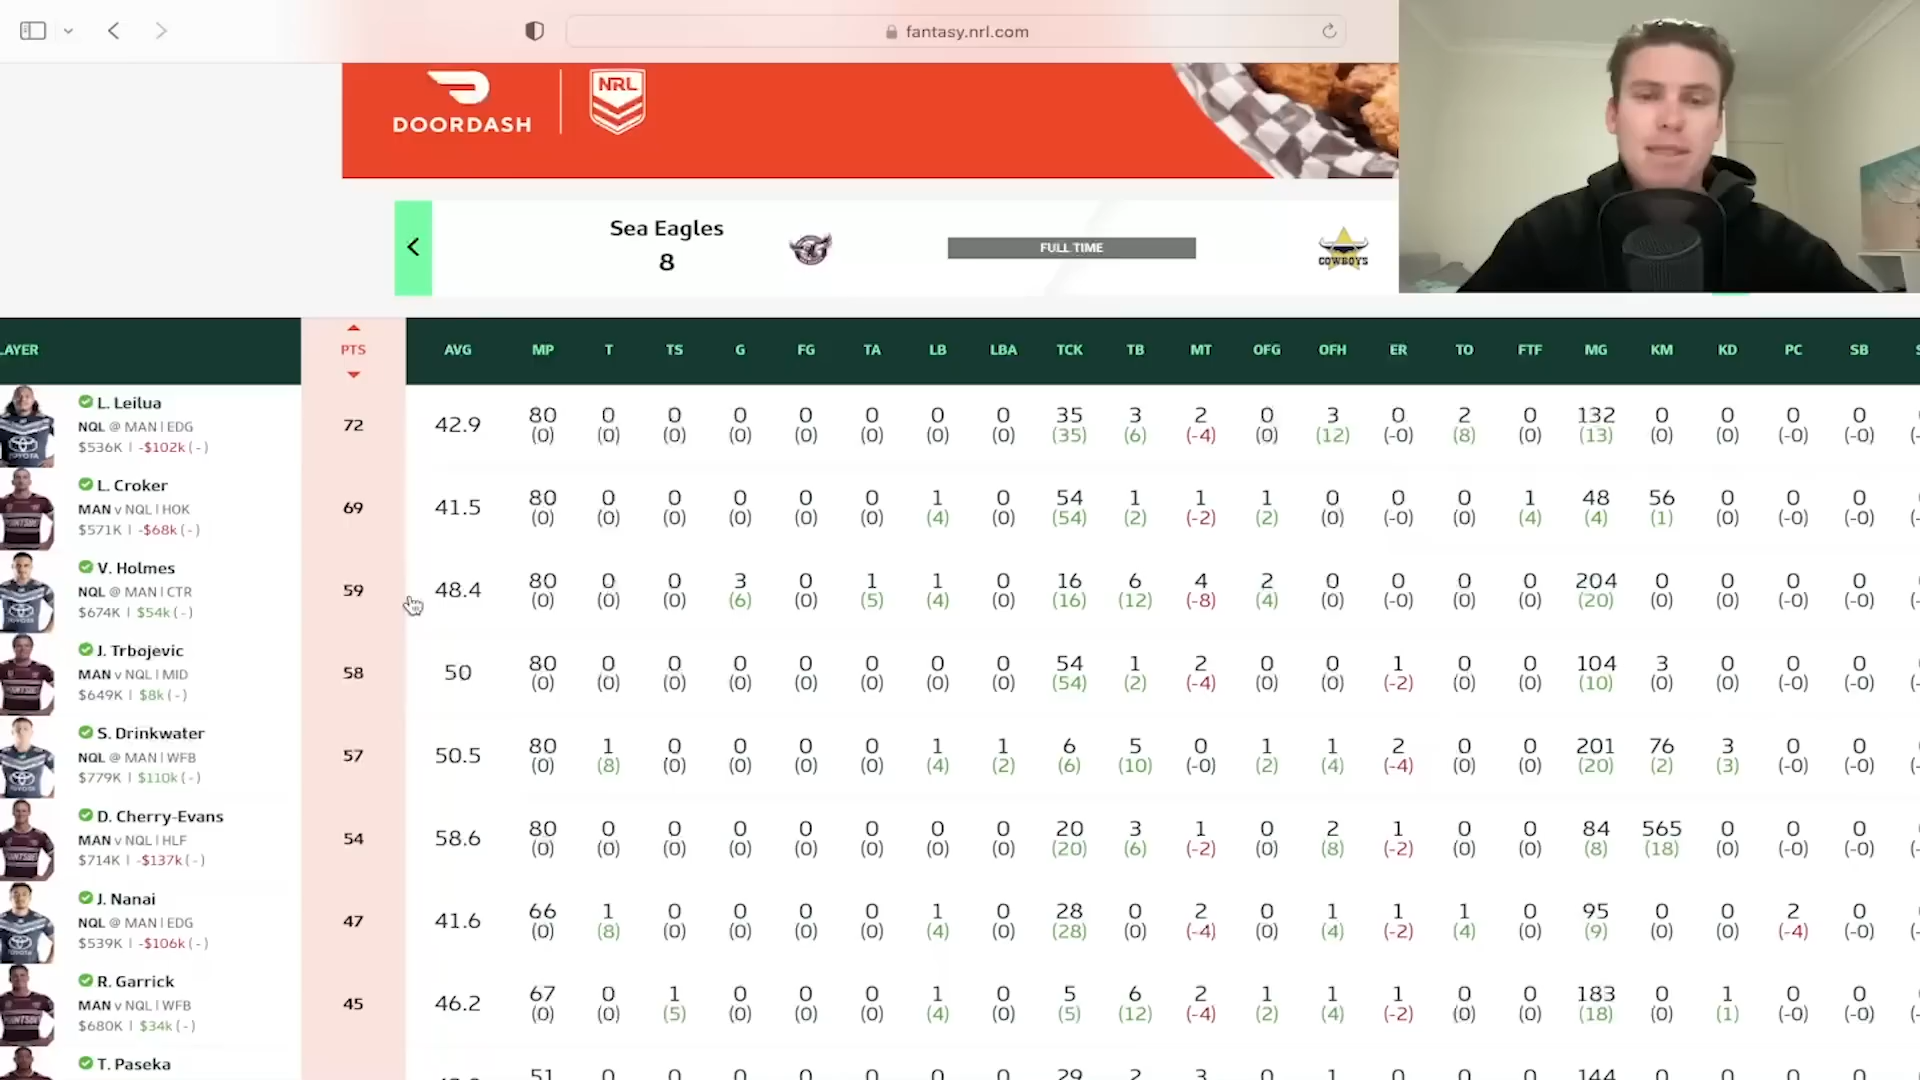 fantasy.nrl.com
DOORDASH
NRL
Sea Eagles
8
FULL TIME
COWBOYS
LAYER PTS AVG MP T TS G FG TA LB LBA TCK TB MT OFG OFH ER TO FTF MG KM KD PC SB
L. Leilua
NQL @ MAN | EDG
$536K | -$102k ( - )
72 42.9 80 0 0 0 0 0 0 0 35 3 2 0 3 0 2 0 132 0 0 0 0
(0) (0) (0) (0) (0) (0) (0) (0) (35) (6) (-4) (0) (12) (-0) (8) (0) (13) (0) (0) (-0) (-0)
L. Croker
MAN v NQL | HOK
$571K | -$68k ( - )
69 41.5 80 0 0 0 0 0 1 0 54 1 1 1 0 0 0 1 48 56 0 0 0
(0) (0) (0) (0) (0) (0) (4) (0) (54) (2) (-2) (2) (0) (-0) (0) (4) (4) (1) (0) (-0) (-0)
V. Holmes
NQL @ MAN | CTR
$674K | $54k ( - )
59 48.4 80 0 0 3 0 1 1 0 16 6 4 2 0 0 0 0 204 0 0 0 0
(0) (0) (0) (6) (0) (5) (4) (0) (16) (12) (-8) (4) (0) (-0) (0) (0) (20) (0) (0) (-0) (-0)
J. Trbojevic
MAN v NQL | MID
$649K | $8k ( - )
58 50 80 0 0 0 0 0 0 0 54 1 2 0 0 1 0 0 104 3 0 0 0
(0) (0) (0) (0) (0) (0) (0) (0) (54) (2) (-4) (0) (0) (-2) (0) (0) (10) (0) (0) (-0) (-0)
S. Drinkwater
NQL @ MAN | WFB
$779K | $110k ( - )
57 50.5 80 1 0 0 0 0 1 1 6 5 0 1 1 2 0 0 201 76 3 0 0
(0) (8) (0) (0) (0) (0) (4) (2) (6) (10) (-0) (2) (4) (-4) (0) (0) (20) (2) (3) (-0) (-0)
D. Cherry-Evans
MAN v NQL | HLF
$714K | -$137k ( - )
54 58.6 80 0 0 0 0 0 0 0 20 3 1 0 2 1 0 0 84 565 0 0 0
(0) (0) (0) (0) (0) (0) (0) (0) (20) (6) (-2) (0) (8) (-2) (0) (0) (8) (18) (0) (-0) (-0)
J. Nanai
NQL @ MAN | EDG
$539K | -$106k ( - )
47 41.6 66 1 0 0 0 0 1 0 28 0 2 0 1 1 1 0 95 0 0 2 0
(0) (8) (0) (0) (0) (0) (4) (0) (28) (0) (-4) (0) (4) (-2) (4) (0) (9) (0) (0) (-4) (-0)
R. Garrick
MAN v NQL | WFB
$680K | $34k ( - )
45 46.2 67 0 1 0 0 0 1 0 5 6 2 1 1 1 0 0 183 0 1 0 0
(0) (0) (5) (0) (0) (0) (4) (0) (5) (12) (-4) (2) (4) (-2) (0) (0) (18) (0) (1) (-0) (-0)
T. Paseka
51 0 0 0 0 0 0 0 29 2 3 0 1 0 0 0 144 0 0 0 0